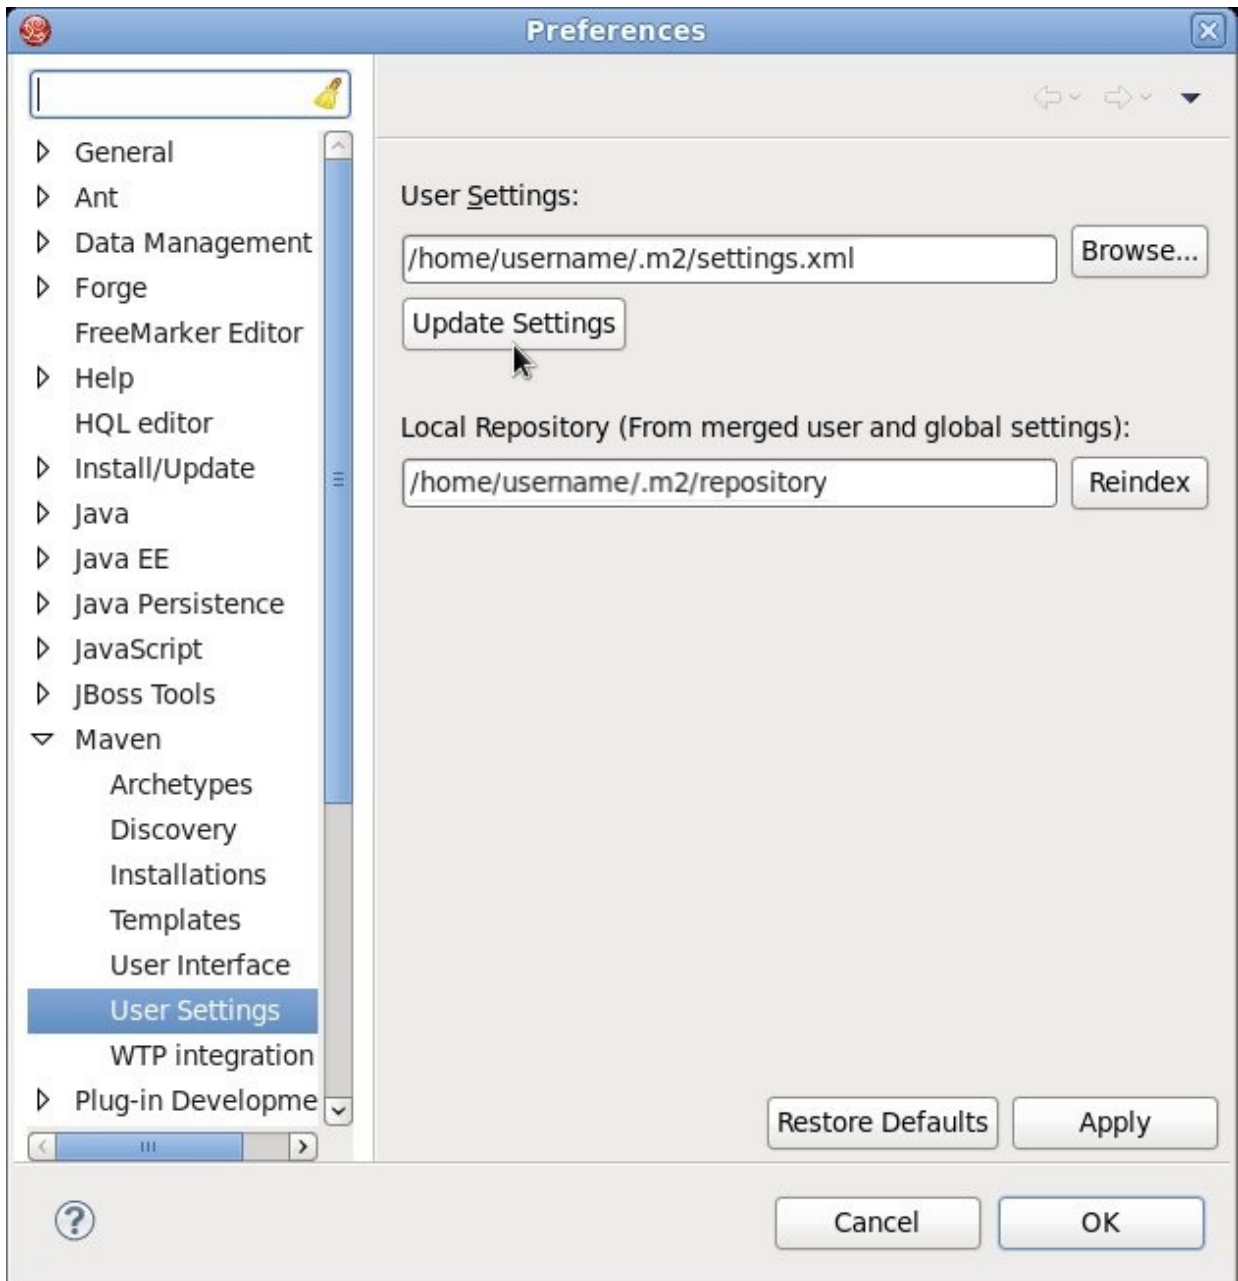 Preferences
General
Ant
Data Management
Forge
FreeMarker Editor
Help
HQL editor
Install/Update
Java
Java EE
Java Persistence
JavaScript
JBoss Tools
Maven
Archetypes
Discovery
Installations
Templates
User Interface
User Settings
WTP integration
Plug-in Developme
User Settings:
/home/username/.m2/settings.xml
Browse...
Update Settings
Local Repository (From merged user and global settings):
/home/username/.m2/repository
Reindex
Restore Defaults
Apply
?
Cancel
OK